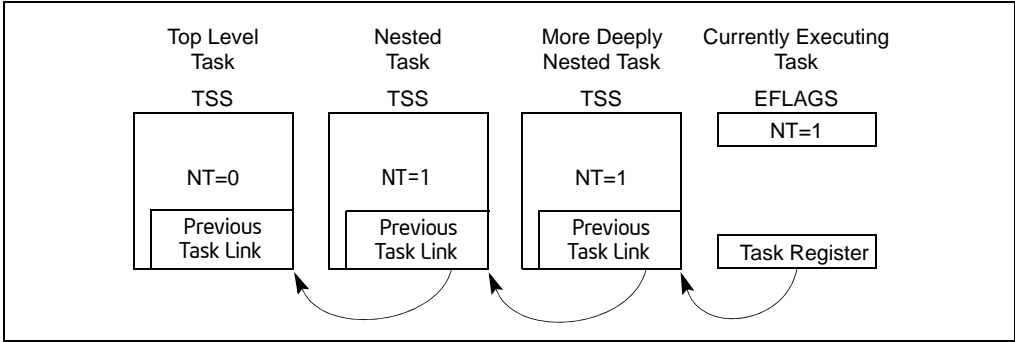 Top Level
Task
TSS
NT=0
Previous
Task Link
Nested
Task
TSS
NT=1
Previous
Task Link
More Deeply
Nested Task
TSS
NT=1
Previous
Task Link
Currently Executing
Task
EFLAGS
NT=1
Task Register